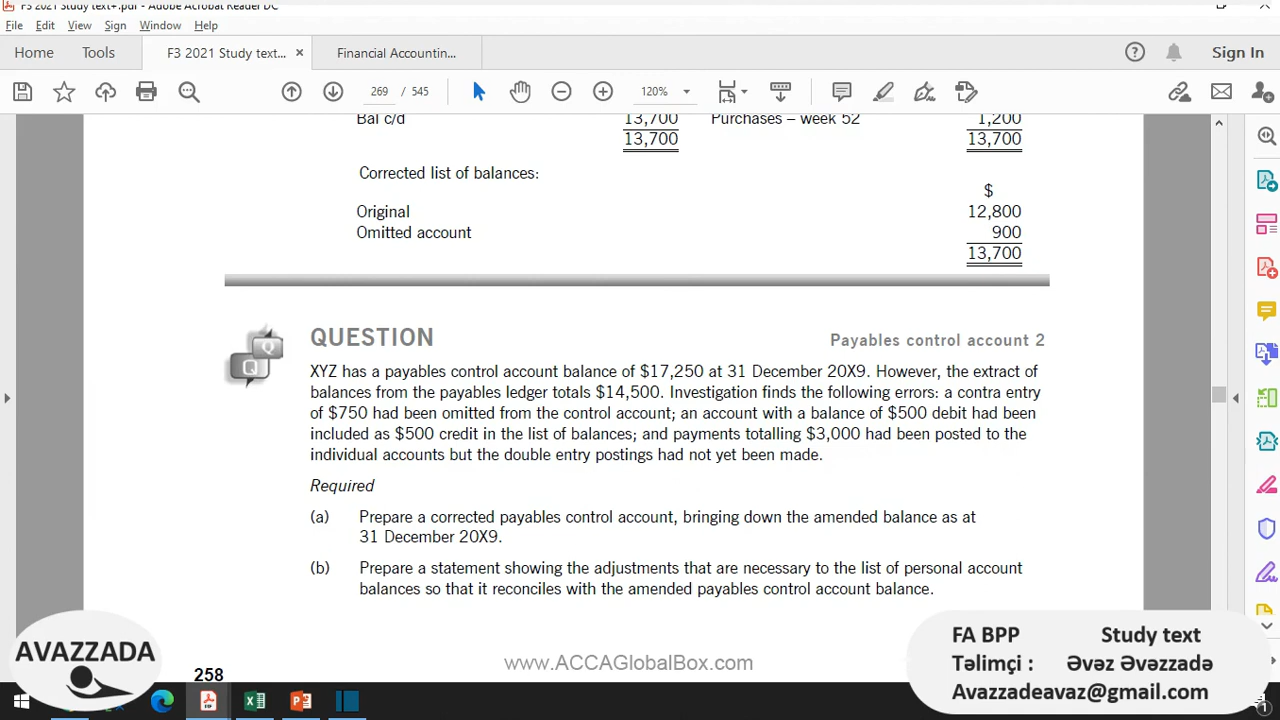 F3 2021 Study text+.pdf - Adobe Acrobat Reader DC
File Edit View Sign Window Help
Home Tools F3 2021 Study text... × Financial Accountin... Sign In
269 / 545 120%
Bal c/d 13,700 Purchases – week 52 1,200
13,700 13,700
Corrected list of balances:
$
Original 12,800
Omitted account 900
13,700
QUESTION Payables control account 2
XYZ has a payables control account balance of $17,250 at 31 December 20X9. However, the extract of
balances from the payables ledger totals $14,500. Investigation finds the following errors: a contra entry
of $750 had been omitted from the control account; an account with a balance of $500 debit had been
included as $500 credit in the list of balances; and payments totalling $3,000 had been posted to the
individual accounts but the double entry postings had not yet been made.
Required
(a) Prepare a corrected payables control account, bringing down the amended balance as at
31 December 20X9.
(b) Prepare a statement showing the adjustments that are necessary to the list of personal account
balances so that it reconciles with the amended payables control account balance.
AVAZZADA
258
www.ACCAGlobalBox.com
FA BPP Study text
Təlimçi : Əvəz Əvəzzadə
Avazzadeavaz@gmail.com